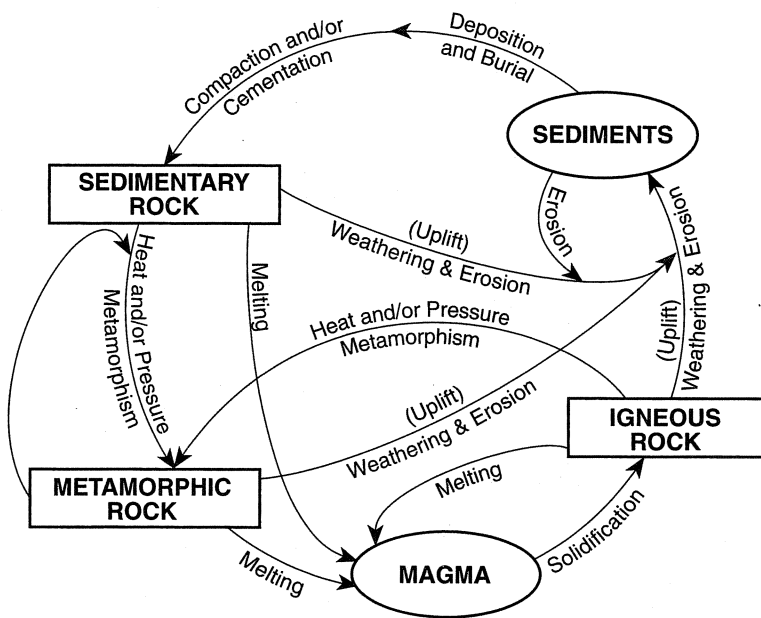 Deposition
and Burial
Compaction and/or
Cementation
SEDIMENTS
SEDIMENTARY
ROCK
Erosion
(Uplift)
Weathering & Erosion
(Uplift)
Weathering & Erosion
Heat and/or Pressure
Metamorphism
Melting
Heat and/or Pressure
Metamorphism
(Uplift)
Weathering & Erosion
IGNEOUS
ROCK
METAMORPHIC
ROCK
Melting
Solidification
Melting
MAGMA